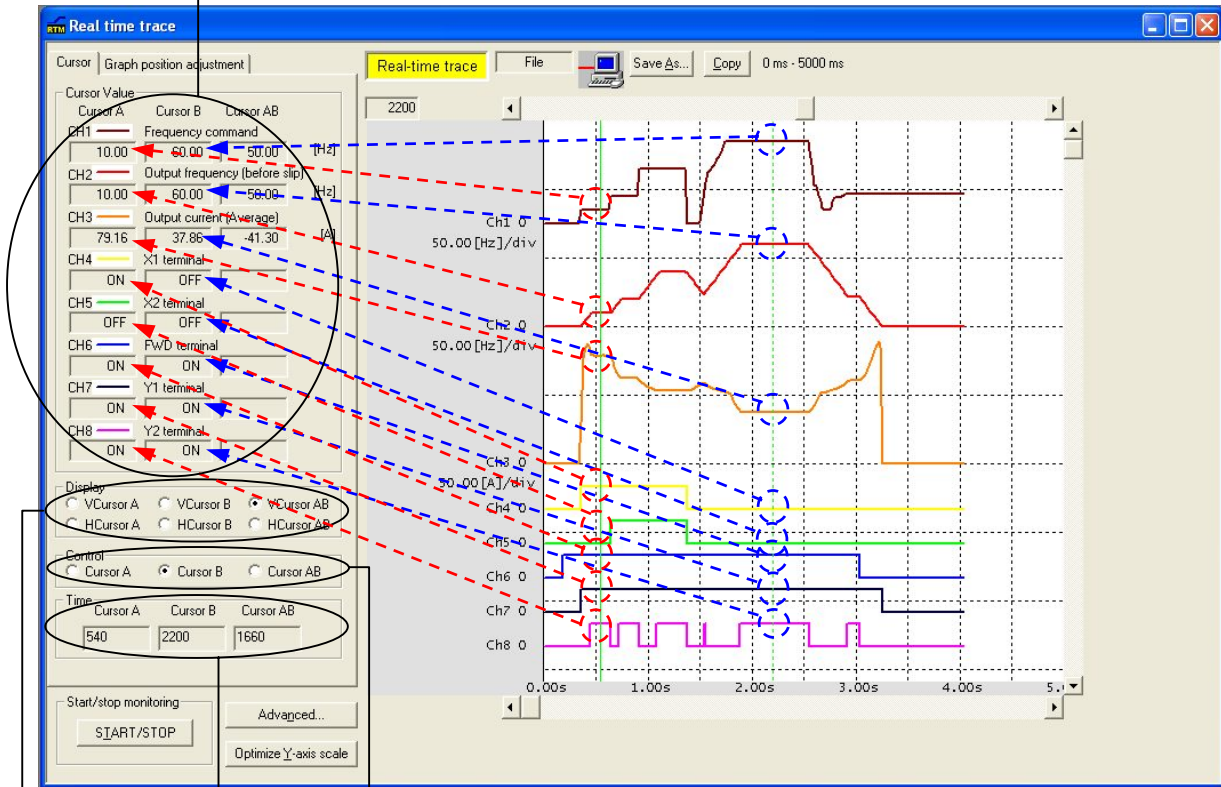 RTM Real time trace
Cursor Graph position adjustment
Real-time trace File Save As... Copy 0 ms - 5000 ms
2200
Cursor Value
Cursor A Cursor B Cursor AB
CH1 Frequency command
10.00 60.00 50.00 [Hz]
CH2 Output frequency (before slip)
10.00 60.00 50.00 [Hz]
CH3 Output current (Average)
79.16 37.86 -41.30 [A]
CH4 X1 terminal
ON OFF
CH5 X2 terminal
OFF OFF
CH6 FWD terminal
ON ON
CH7 Y1 terminal
ON ON
CH8 Y2 terminal
ON ON
Display
VCursor A VCursor B VCursor AB
HCursor A HCursor B HCursor AB
Control
Cursor A Cursor B Cursor AB
Time
Cursor A Cursor B Cursor AB
540 2200 1660
Start/stop monitoring
START/STOP
Advanced...
Optimize Y-axis scale
Ch1 0
50.00[Hz]/div
Ch2 0
50.00[Hz]/div
Ch3 0
50.00[A]/div
Ch4 0
Ch5 0
Ch6 0
Ch7 0
Ch8 0
0.00s 1.00s 2.00s 3.00s 4.00s 5.